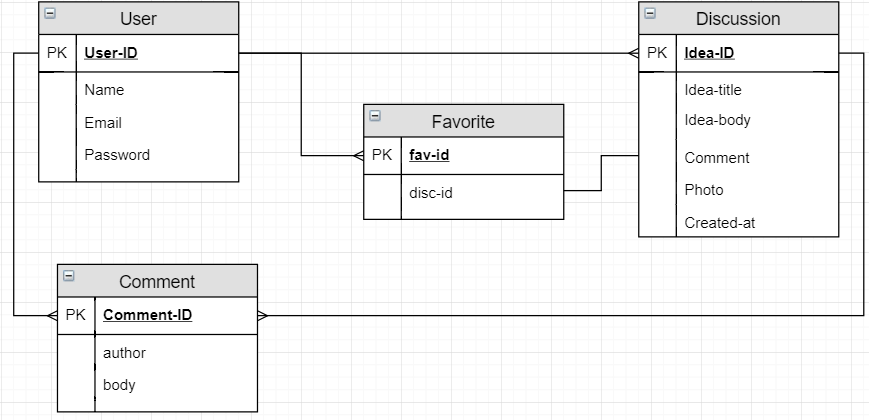 User
PK User-ID
Name
Email
Password
Discussion
PK Idea-ID
Idea-title
Idea-body
Comment
Photo
Created-at
Favorite
PK fav-id
disc-id
Comment
PK Comment-ID
author
body